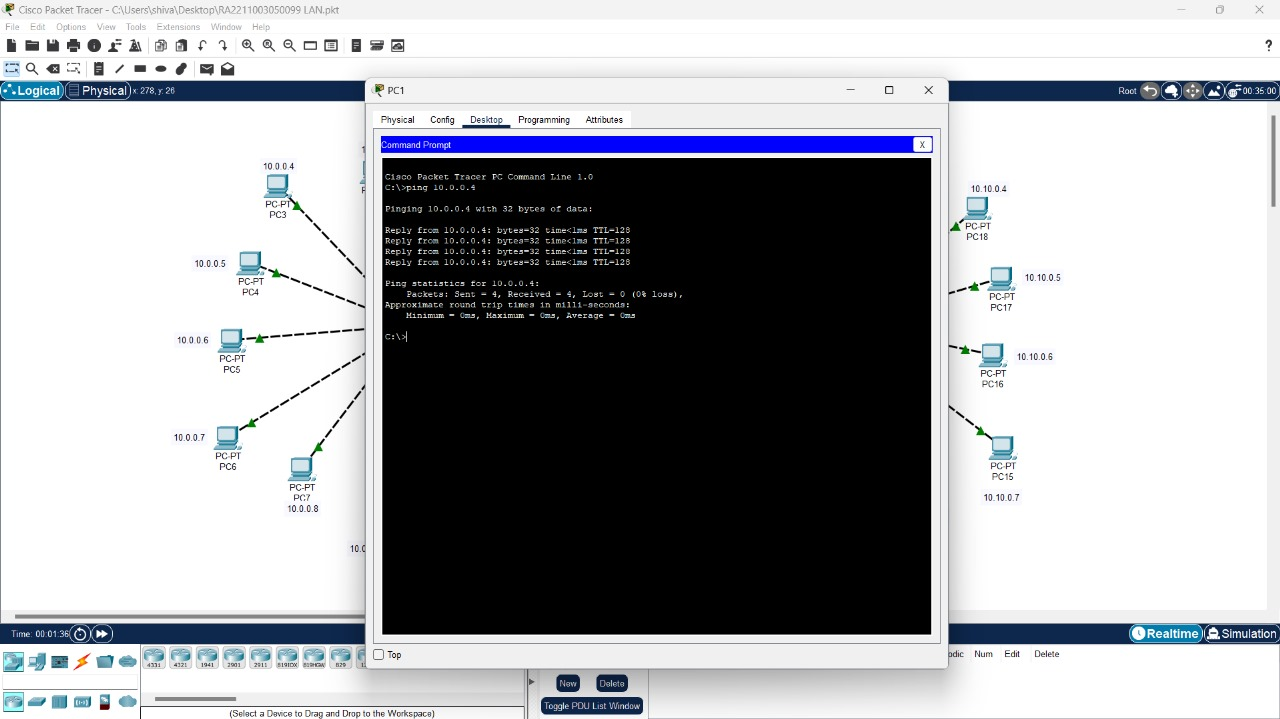 Cisco Packet Tracer - C:\Users\shiva\Desktop\RA2211003050099 LAN.pkt
File Edit Options View Tools Extensions Window Help
Logical Physical x: 278, y: 26
Root 00:35:00
PC1
Physical Config Desktop Programming Attributes
Command Prompt X
Cisco Packet Tracer PC Command Line 1.0
C:\>ping 10.0.0.4
Pinging 10.0.0.4 with 32 bytes of data:
Reply from 10.0.0.4: bytes=32 time<1ms TTL=128
Reply from 10.0.0.4: bytes=32 time<1ms TTL=128
Reply from 10.0.0.4: bytes=32 time<1ms TTL=128
Reply from 10.0.0.4: bytes=32 time<1ms TTL=128
Ping statistics for 10.0.0.4:
Packets: Sent = 4, Received = 4, Lost = 0 (0% loss),
Approximate round trip times in milli-seconds:
Minimum = 0ms, Maximum = 0ms, Average = 0ms
C:\>
Top
10.0.0.4
PC-PT
PC3
10.0.0.5
PC-PT
PC4
10.0.0.6
PC-PT
PC5
10.0.0.7
PC-PT
PC6
PC-PT
PC7
10.0.0.8
10.10.0.4
PC-PT
PC18
10.10.0.5
PC-PT
PC17
10.10.0.6
PC-PT
PC16
PC-PT
PC15
10.10.0.7
Time: 00:01:36
Realtime Simulation
4331 4321 1941 2901 2911 819IOX 819HGW 829
(Select a Device to Drag and Drop to the Workspace)
New Delete
Toggle PDU List Window
Num Edit Delete